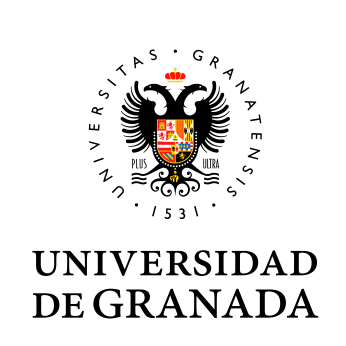 UNIVERSITAS · GRANATENSIS · 1531 ·
PLUS ULTRA
UNIVERSIDAD
DE GRANADA